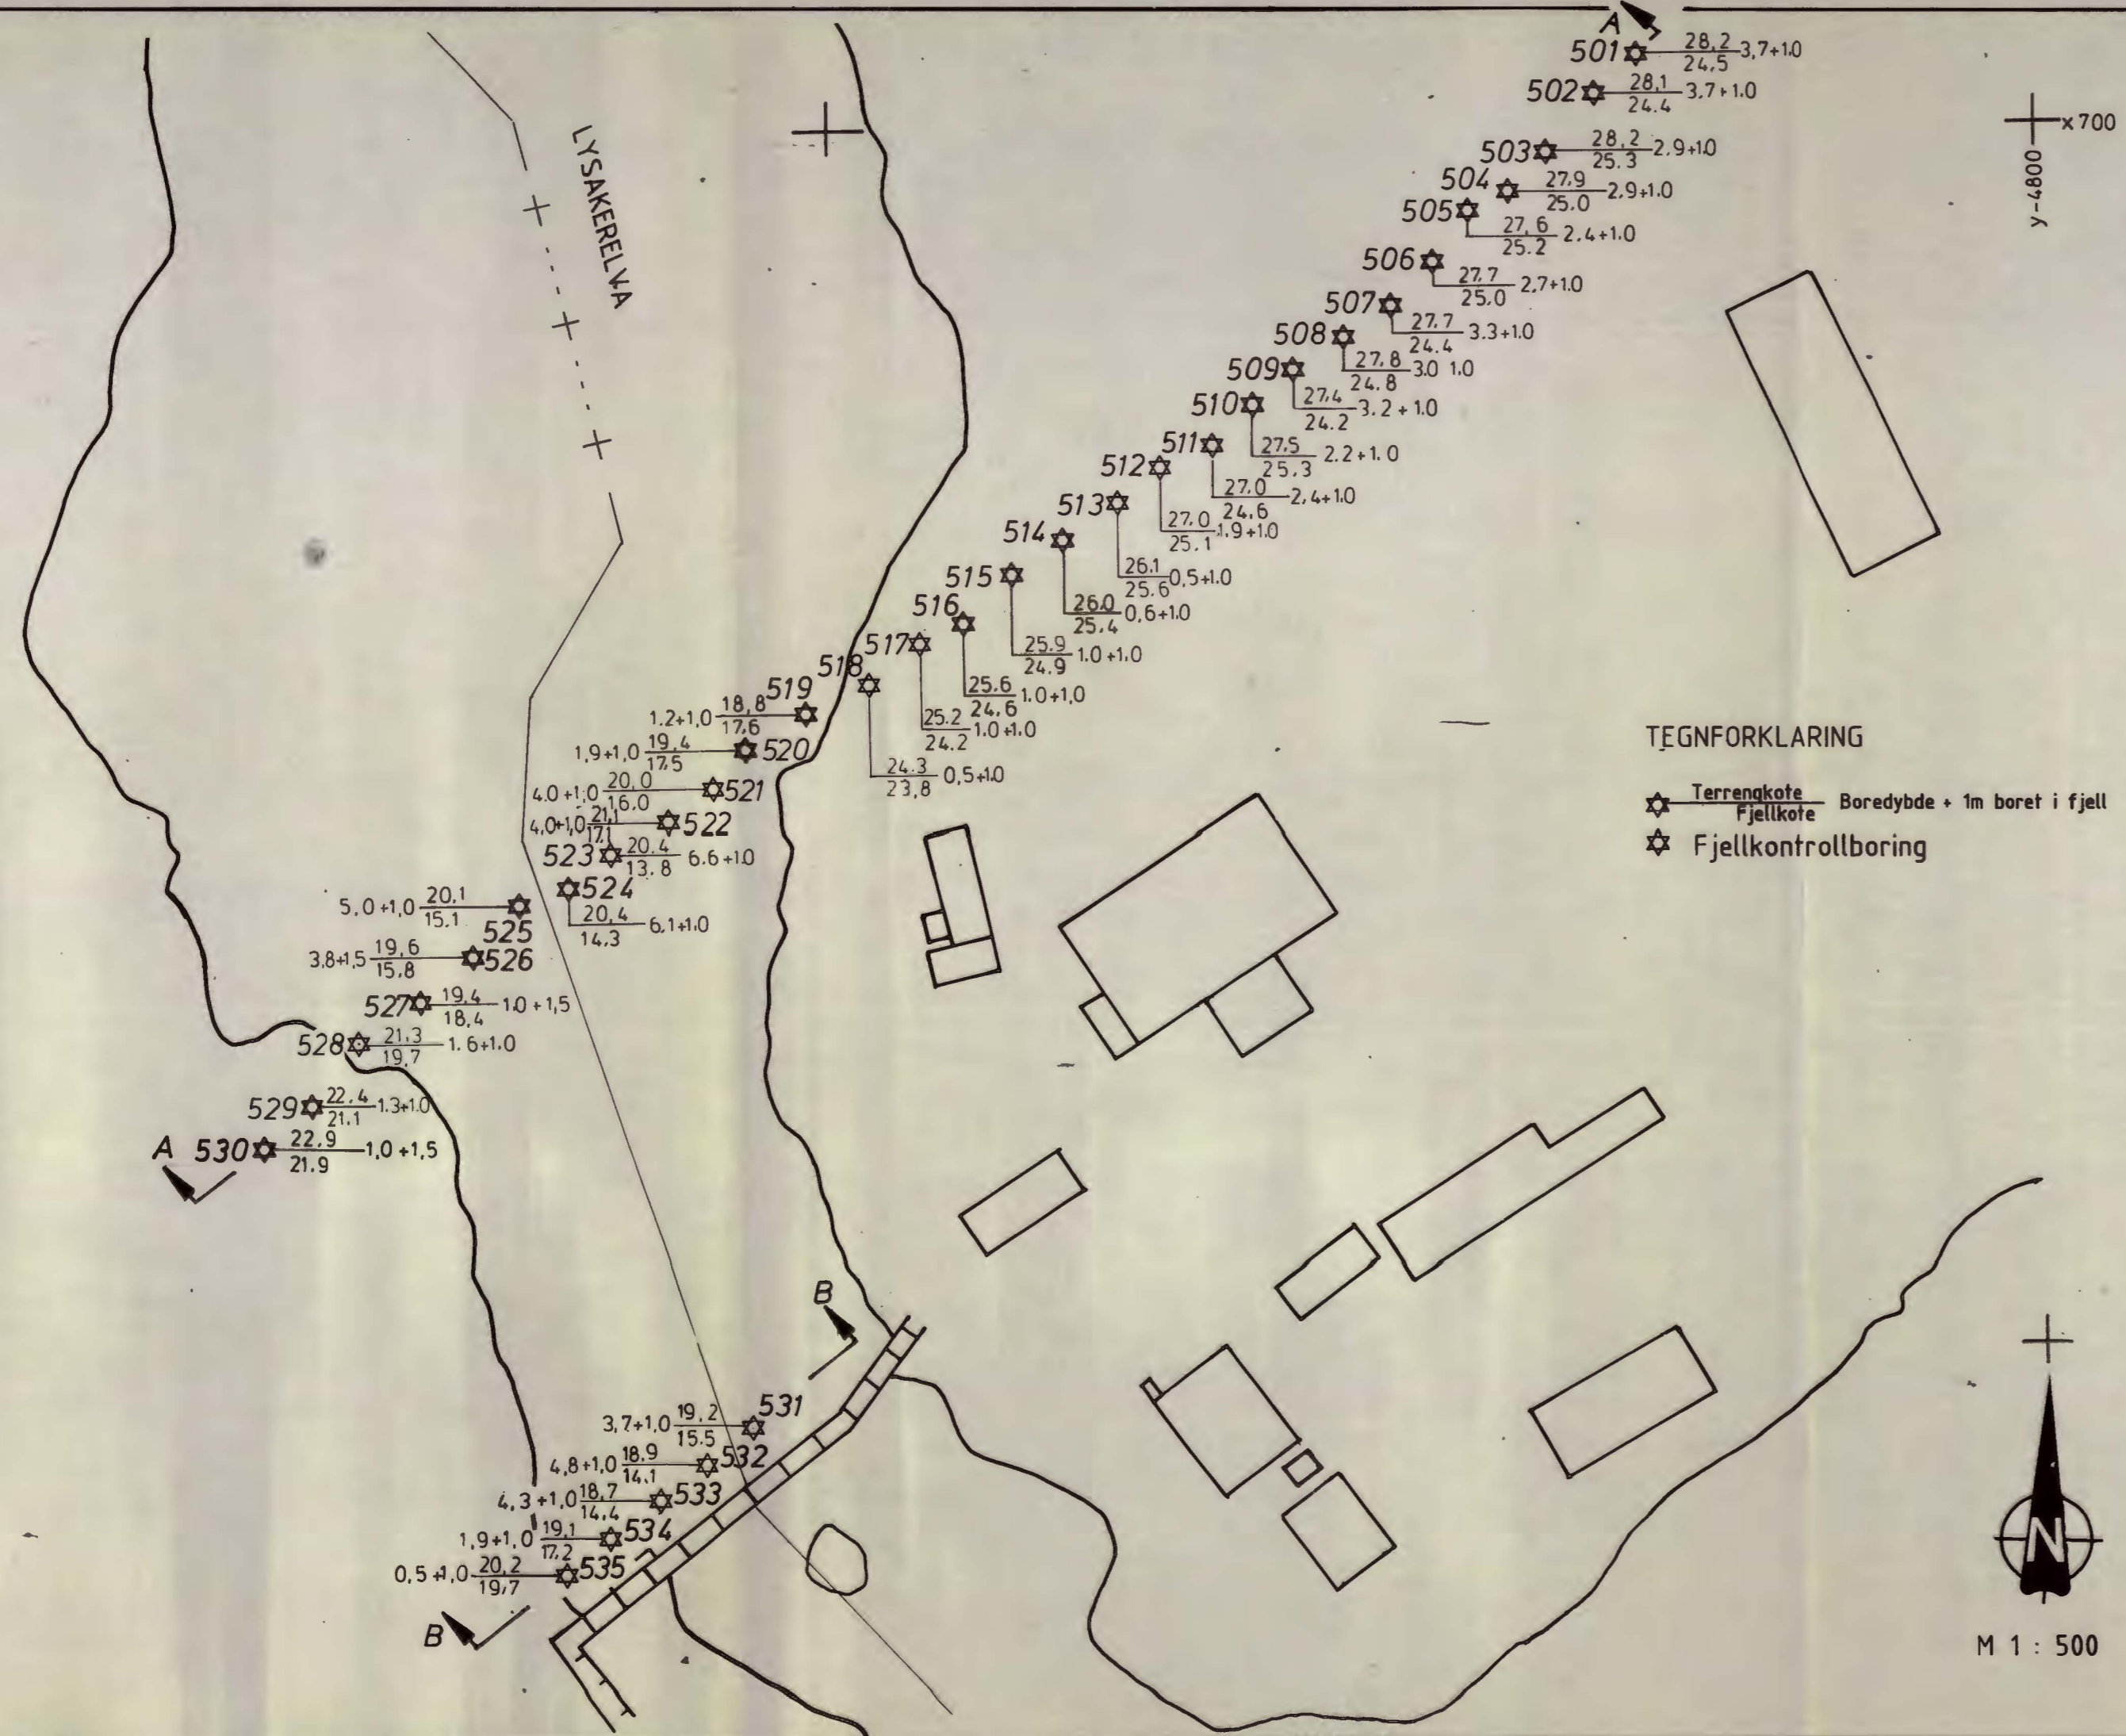 A
501 28,2 3,7+1.0
24.5
502 28,1 3.7+1.0
24.4
x700
y-4800
503 28,2 2.9+1.0
25.3
504 27.9 2.9+1.0
25.0
505 27,6 2.4+1.0
25.2
506 27.7 2.7+1.0
25.0
507 27.7 3.3+1.0
24.4
508 27.8 3.0 1.0
24.8
509 27.4 3.2+1.0
24.2
510 27.5 2.2+1.0
25.3
511 27.0 2,4+1.0
24.6
512 27.0 1.9+1.0
25.1
513 26.1 0,5+1.0
25.6
514 26.0 0,6+1.0
25.4
515 25.9 1.0+1.0
24.9
516 25.6 1.0+1,0
24.6
517 25.2 1.0+1.0
24.2
518 24.3 0,5+1.0
23,8
LYSAKERELVA
1.2+1,0 18,8 519
17.6
1,9+1,0 19.4 520
17.5
4.0+1,0 20,0 521
16.0
4,0+1,0 21,1 522
17.1
523 20.4 6.6+1.0
13.8
524
20,4 6.1+1.0
14.3
5,0+1,0 20,1
15.1
525
3.8+1,5 19,6 526
15.8
527 19.4 1.0+1,5
18,4
528 21.3 1.6+1.0
19,7
529 22.4 1.3+1.0
21.1
A 530 22.9 1,0+1,5
21.9
TEGNFORKLARING
Terrengkote
Fjellkote
Boredybde + 1m boret i fjell
Fjellkontrollboring
B
3,7+1,0 19,2 531
15.5
4,8+1,0 18.9 532
14.1
4,3+1,0 18,7 533
14,4
1,9+1,0 19,1 534
17.2
0,5+1,0 20,2 535
19,7
B
N
M 1 : 500